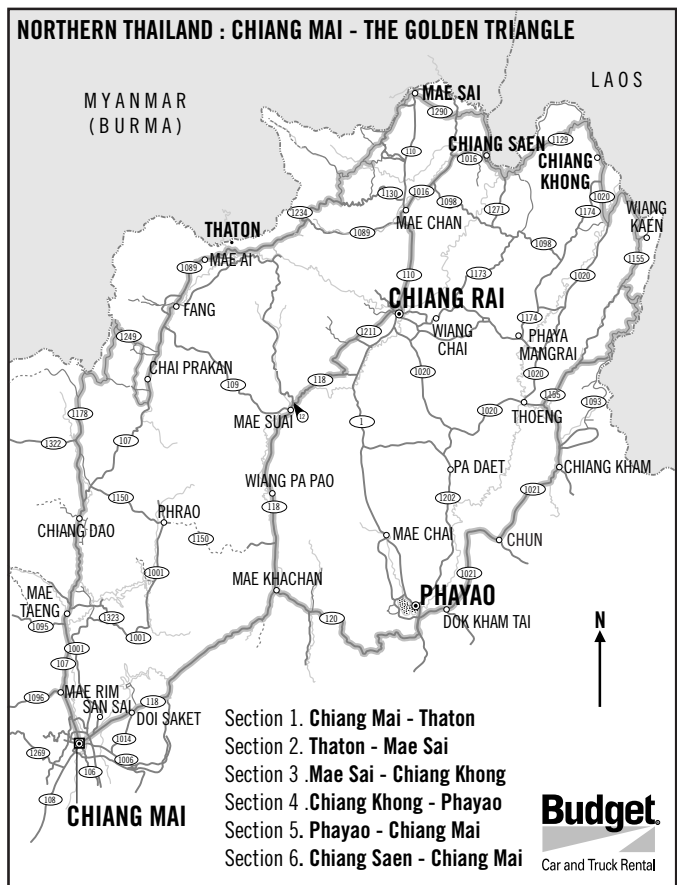 NORTHERN THAILAND : CHIANG MAI - THE GOLDEN TRIANGLE
LAOS
MYANMAR
(BURMA)
MAE SAI
1290
1129
110
CHIANG SAEN
1016
CHIANG
KHONG
1130
1016
1098
1271
1174
1020
WIANG
KAEN
1234
MAE CHAN
THATON
1089
1098
1155
1089
MAE AI
110
1173
1020
FANG
CHIANG RAI
1174
1249
1211
WIANG
CHAI
PHAYA
MANGRAI
CHAI PRAKAN
118
1020
1020
109
1155
1093
1178
MAE SUAI
12
1
1020
THOENG
1322
107
PA DAET
CHIANG KHAM
WIANG PA PAO
1021
1150
118
1202
CHIANG DAO
PHRAO
MAE CHAI
CHUN
1150
1001
1021
MAE
TAENG
MAE KHACHAN
PHAYAO
1323
120
DOK KHAM TAI
N
1095
1001
1001
107
1096
MAE RIM
118
SAN SAI
DOI SAKET
1014
1269
1006
106
108
CHIANG MAI
Section 1. Chiang Mai - Thaton
Section 2. Thaton - Mae Sai
Section 3 .Mae Sai - Chiang Khong
Section 4 .Chiang Khong - Phayao
Section 5. Phayao - Chiang Mai
Section 6. Chiang Saen - Chiang Mai
Budget
Car and Truck Rental